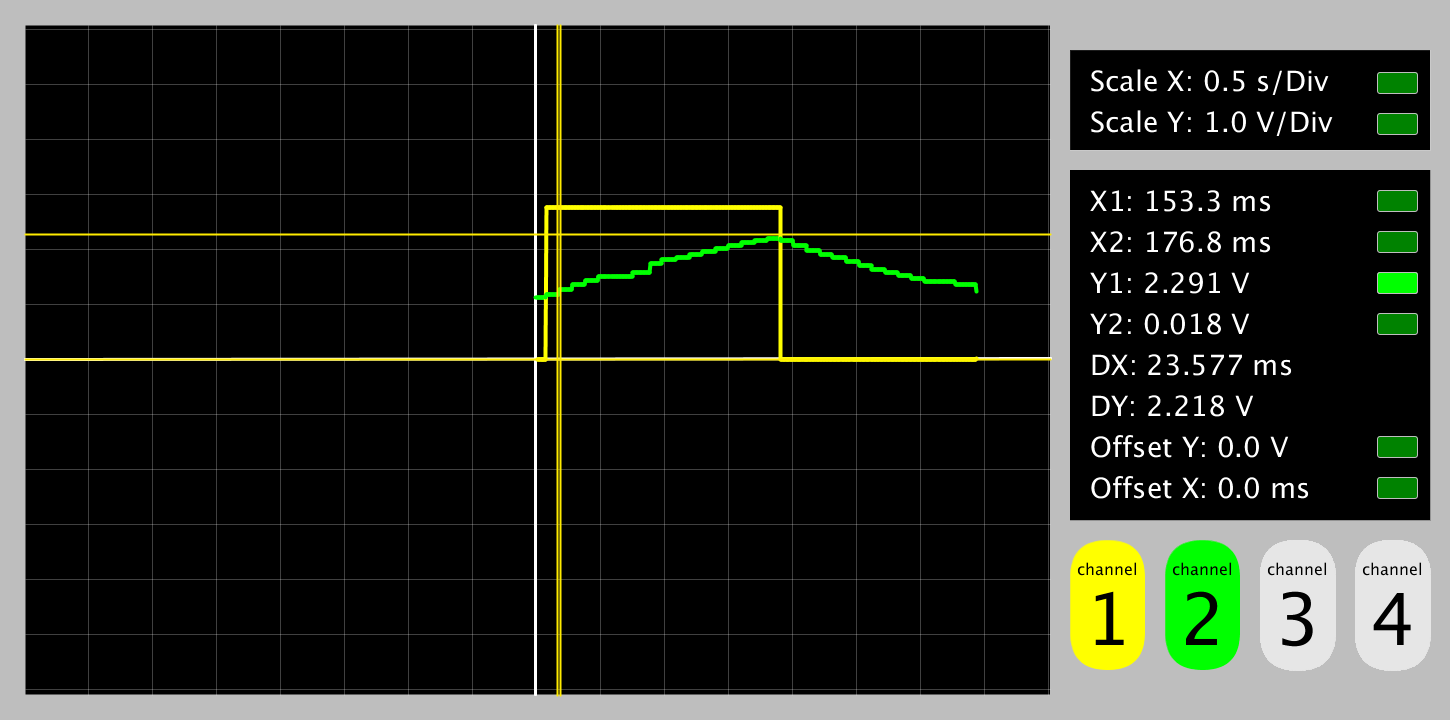 Scale X: 0.5 s/Div
Scale Y: 1.0 V/Div
X1: 153.3 ms
X2: 176.8 ms
Y1: 2.291 V
Y2: 0.018 V
DX: 23.577 ms
DY: 2.218 V
Offset Y: 0.0 V
Offset X: 0.0 ms
channel channel channel channel
1 2 3 4